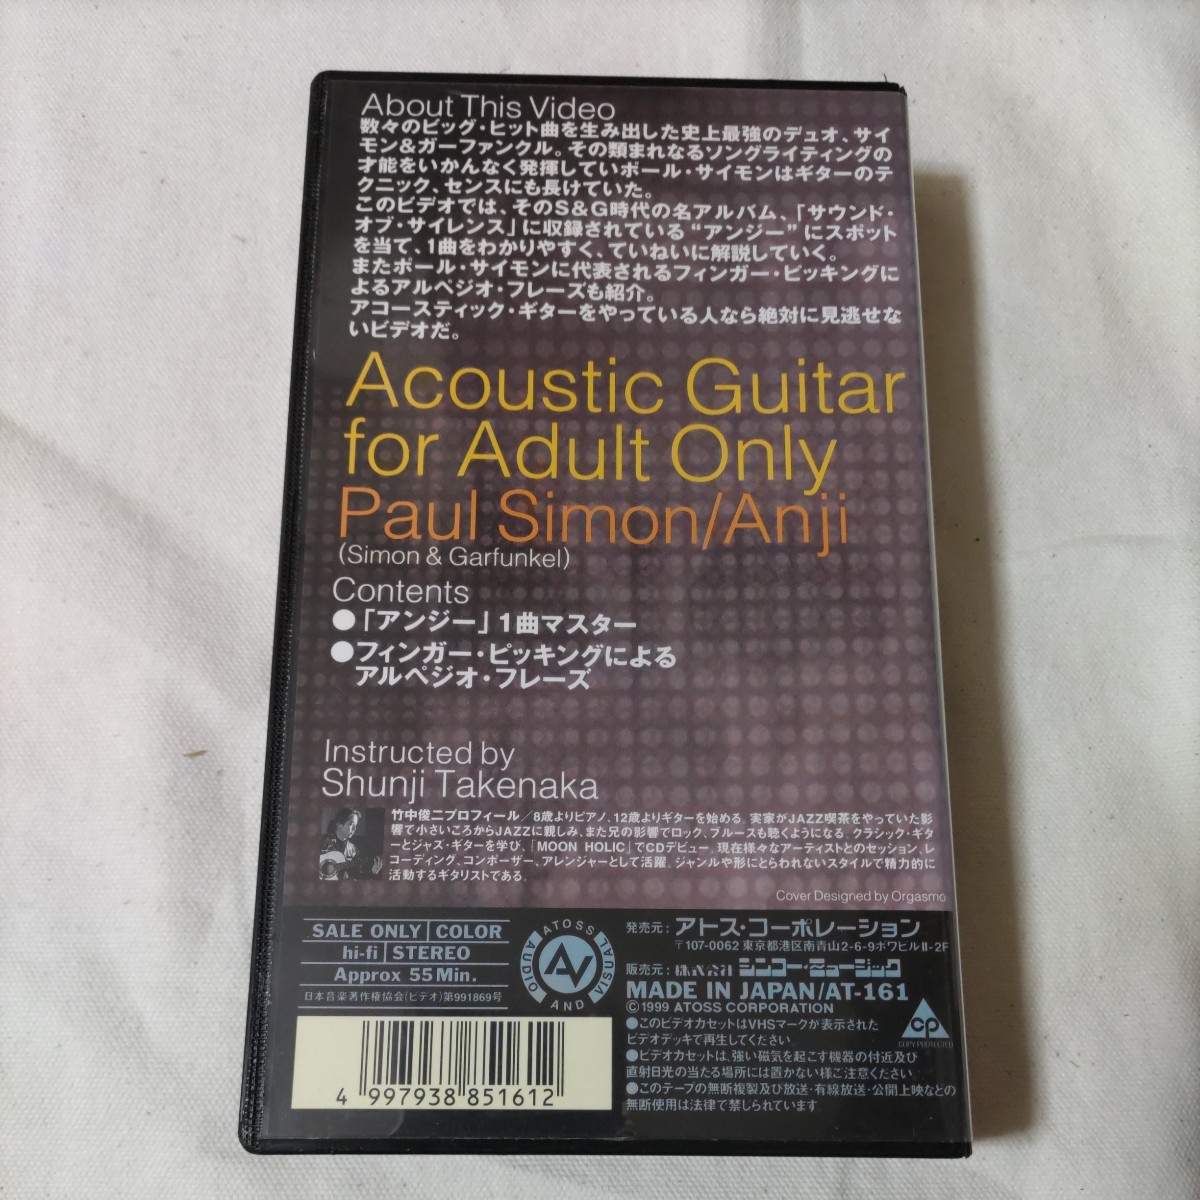 About This Video
数々のビッグ・ヒット曲を生み出した史上最強のデュオ、サイ
モン&ガーファンクル。その類まれなるソングライティングの
才能をいかんなく発揮していポール・サイモンはギターのテ
クニック、センスにも長けていた。
このビデオでは、そのS&G時代の名アルバム、「サウンド・
オブ・サイレンス」に収録されている“アンジー”にスポット
を当て、1曲をわかりやすく、ていねいに解説していく。
またポール・サイモンに代表されるフィンガー・ピッキングに
よるアルペジオ・フレーズも紹介。
アコースティック・ギターをやっている人なら絶対に見逃せな
いビデオだ。
Acoustic Guitar
for Adult Only
Paul Simon/Anji
(Simon & Garfunkel)
Contents
●「アンジー」1曲マスター
●フィンガー・ピッキングによる
アルペジオ・フレーズ
Instructed by
Shunji Takenaka
竹中俊二プロフィール/8歳よりピアノ、12歳よりギターを始める。実家がJAZZ喫茶をやっていた影
響で小さいころからJAZZに親しみ、また兄の影響でロック、ブルースも聴くようになる。クラシック・ギタ
ーとジャズ・ギターを学び、「MOON HOLIC」でCDデビュー。現在様々なアーティストとのセッション、レ
コーディング、コンポーザー、アレンジャーとして活躍。ジャンルや形にとらわれないスタイルで精力的に
活動するギタリストである。
Cover Designed by Orgasmo
SALE ONLY COLOR
hi-fi STEREO
Approx 55 Min.
日本音楽著作権協会(ビデオ)第991869号
ATOSS AUDIO AND VISUAL
AV
発売元: アトス・コーポレーション
〒107-0062 東京都港区南青山2-6-9ホワビルII-2F
販売元: 株式会社 シンコー・ミュージック
MADE IN JAPAN/AT-161
©1999 ATOSS CORPORATION
●このビデオカセットはVHSマークが表示された
ビデオデッキで再生してください
●ビデオカセットは、強い磁気を起こす機器の付近及び
直射日光の当たる場所には置かない様ご注意ください
●このテープの無断複製及び放送・有線放送・公開上映などの
無断使用は法律で禁じられています
CP
COPY PROTECTED
4 997938 851612